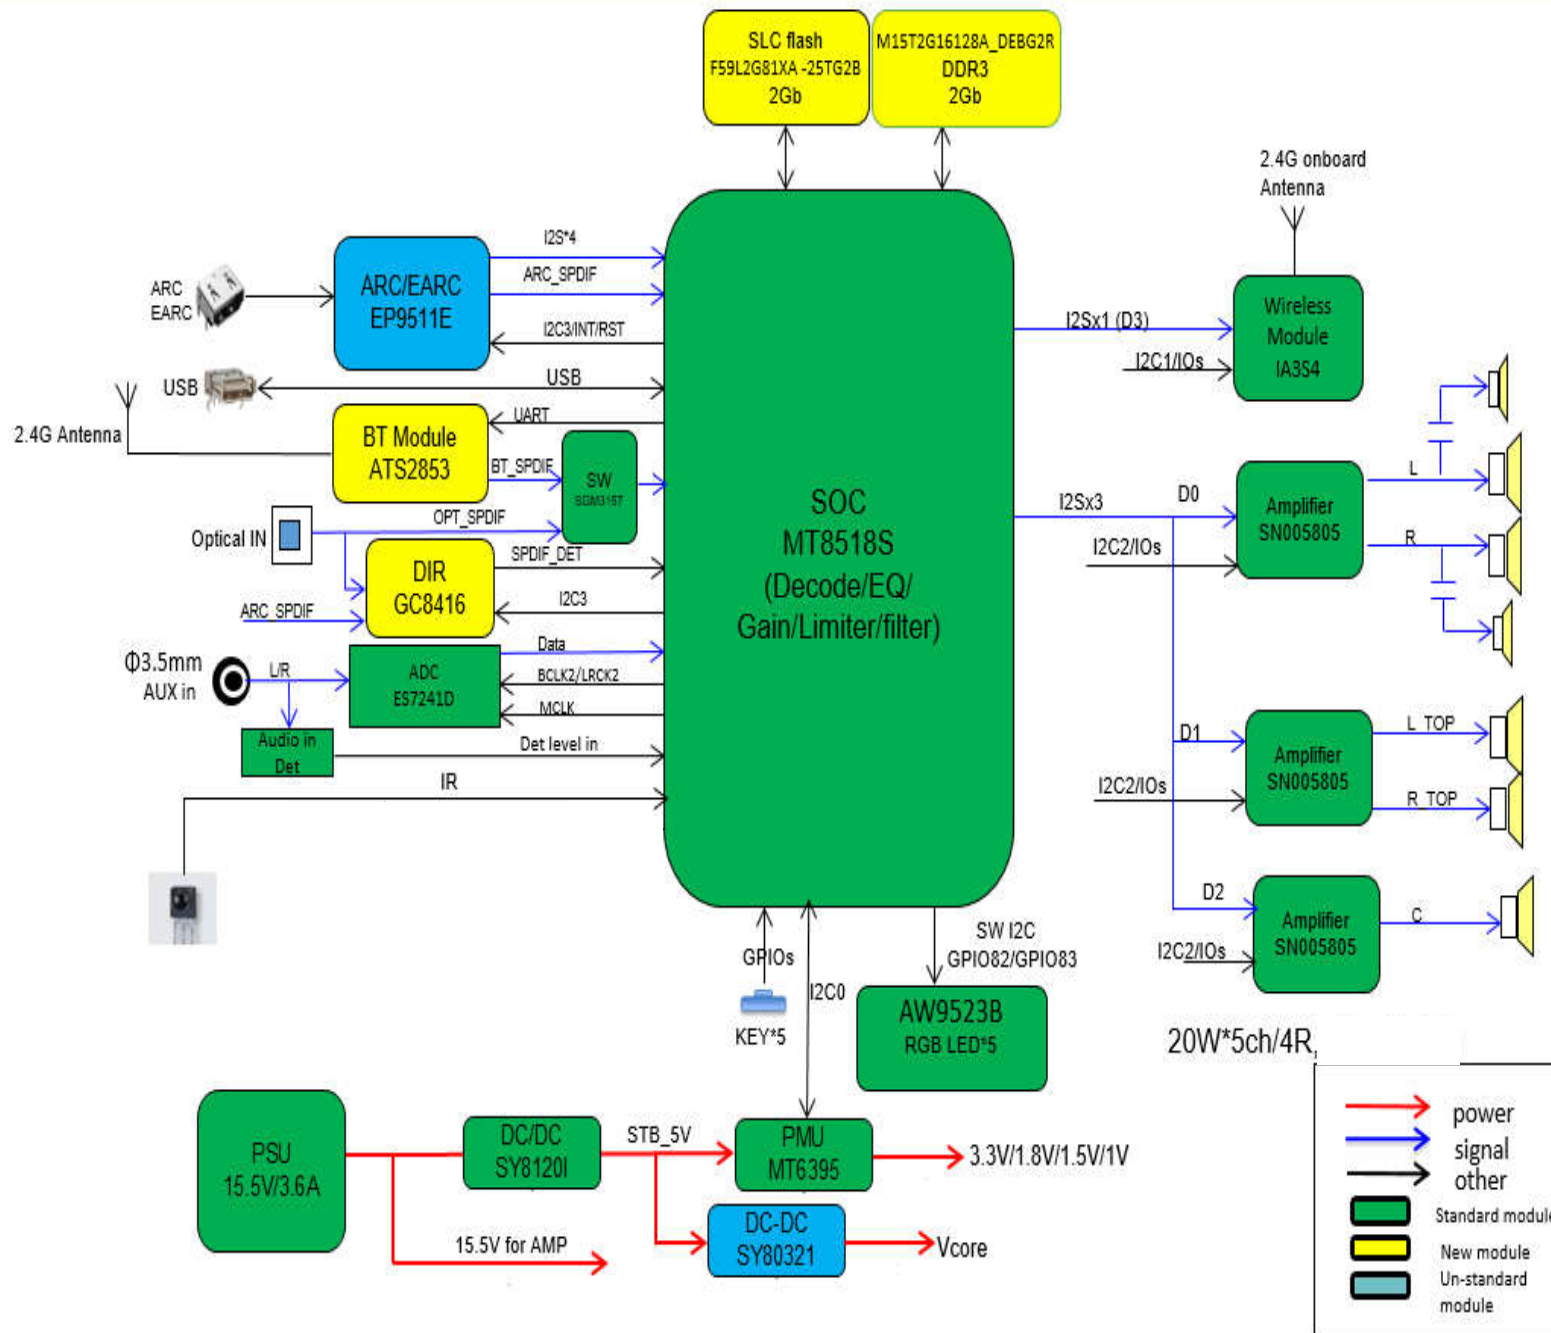 SLC flash
F59L2G81XA -25TG2B
2Gb
M15T2G16128A_DEBG2R
DDR3
2Gb
2.4G onboard
Antenna
I2S*4
ARC_SPDIF
ARC
EARC
ARC/EARC
EP9511E
I2C3/INT/RST
Wireless
Module
IA3S4
I2Sx1 (D3)
I2C1/IOs
USB
USB
2.4G Antenna
BT Module
ATS2853
UART
BT_SPDIF
SW
SGM3157
OPT_SPDIF
Optical IN
DIR
GC8416
SPDIF_DET
I2C3
ARC_SPDIF
SOC
MT8518S
(Decode/EQ/
Gain/Limiter/filter)
I2Sx3
D0
I2C2/IOs
Amplifier
SN005805
L
R
Φ3.5mm
AUX in
L/R
ADC
ES7241D
Data
BCLK2/LRCK2
MCLK
Audio in
Det
Det level in
IR
D1
I2C2/IOs
Amplifier
SN005805
L_TOP
R_TOP
D2
I2C2/IOs
Amplifier
SN005805
C
GPIOs
KEY*5
I2C0
SW I2C
GPIO82/GPIO83
AW9523B
RGB LED*5
20W*5ch/4R,
PSU
15.5V/3.6A
DC/DC
SY8120I
STB_5V
PMU
MT6395
3.3V/1.8V/1.5V/1V
15.5V for AMP
DC-DC
SY80321
Vcore
power
signal
other
Standard module
New module
Un-standard
module